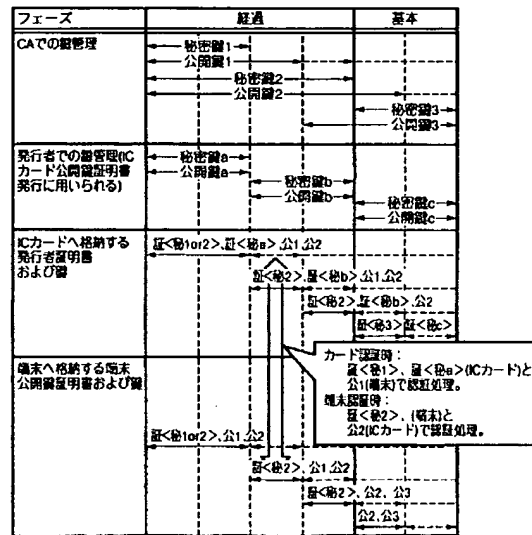 フェーズ
経過
基本
CAでの鍵管理
秘密鍵1
公開鍵1
秘密鍵2
公開鍵2
秘密鍵3
公開鍵3
発行者での鍵管理(IC
カード公開鍵証明書
発行に用いられる)
秘密鍵a
公開鍵a
秘密鍵b
公開鍵b
秘密鍵c
公開鍵c
ICカードへ格納する
発行者証明書
および鍵
証<秘1or2>,証<秘a>,公1,公2
証<秘2>,証<秘b>,公1,公2
証<秘2>,証<秘b>,公2
証<秘3>
証<秘c>
カード認証時：
証<秘1>、証<秘a>(ICカード)と
公1(端末)で認証処理。
端末認証時：
証<秘2>、(端末)と
公2(ICカード)で認証処理。
端末へ格納する端末
公開鍵証明書および鍵
証<秘1or2>,公1,公2
証<秘2>,公1,公2
証<秘2>,公2,公3
公2,公3